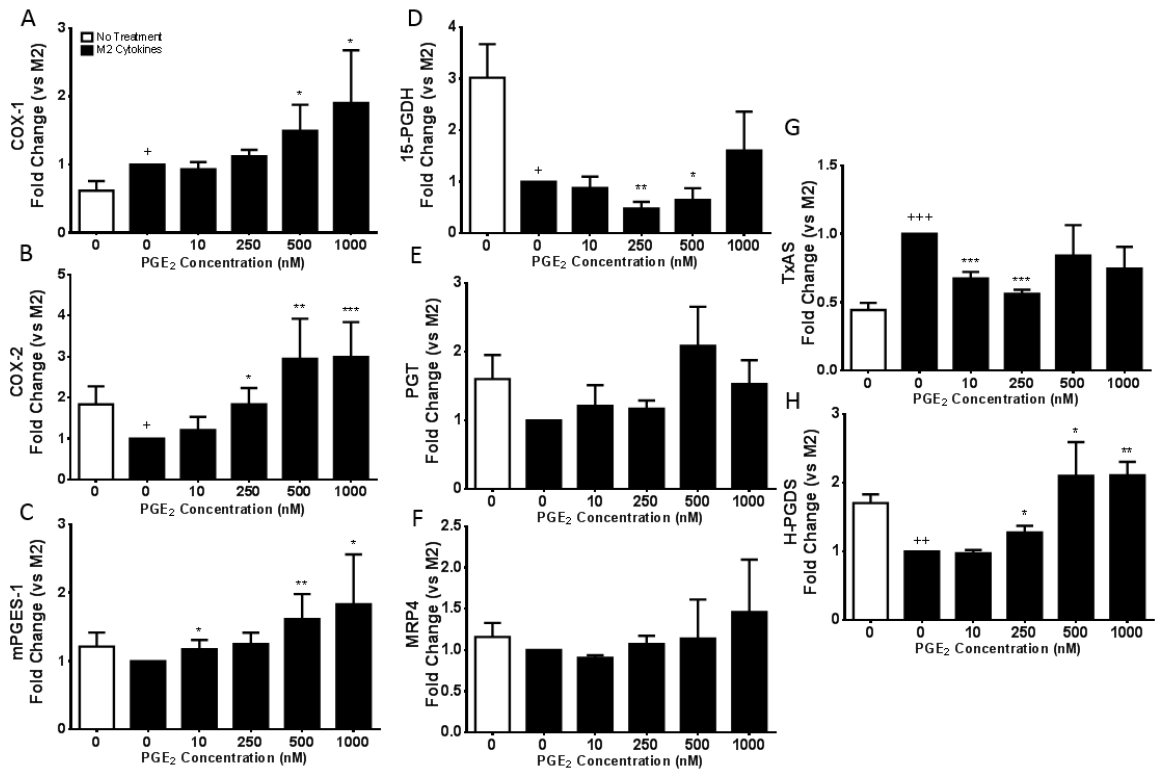 A
COX-1
Fold Change (vs M2)
3
2
1
0
No Treatment
M2 Cytokines
+
*
*
0 0 10 250 500 1000
PGE2 Concentration (nM)
B
COX-2
Fold Change (vs M2)
5
4
3
2
1
0
+
*
**
***
0 0 10 250 500 1000
PGE2 Concentration (nM)
C
mPGES-1
Fold Change (vs M2)
3
2
1
0
*
**
*
0 0 10 250 500 1000
PGE2 Concentration (nM)
D
15-PGDH
Fold Change (vs M2)
4
3
2
1
0
+
**
*
0 0 10 250 500 1000
PGE2 Concentration (nM)
E
PGT
Fold Change (vs M2)
3
2
1
0
0 0 10 250 500 1000
PGE2 Concentration (nM)
F
MRP4
Fold Change (vs M2)
2.5
2.0
1.5
1.0
0.5
0.0
0 0 10 250 500 1000
PGE2 Concentration (nM)
G
TxAS
Fold Change (vs M2)
1.5
1.0
0.5
0.0
+++
***
***
0 0 10 250 500 1000
PGE2 Concentration (nM)
H
H-PGDS
Fold Change (vs M2)
3
2
1
0
++
*
*
**
0 0 10 250 500 1000
PGE2 Concentration (nM)